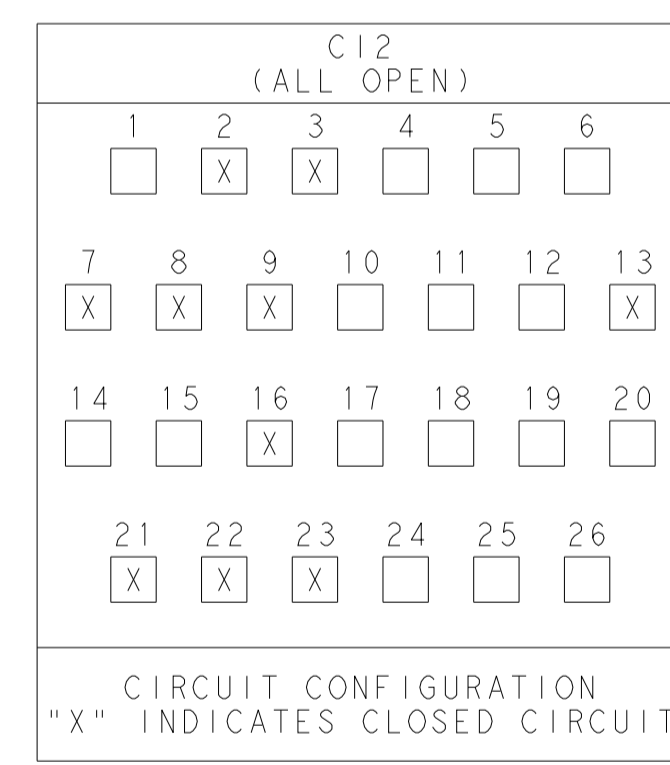 CI2
(ALL OPEN)
1 2 3 4 5 6
X X
7 8 9 10 11 12 13
X X X X
14 15 16 17 18 19 20
X
21 22 23 24 25 26
X X X
CIRCUIT CONFIGURATION
"X" INDICATES CLOSED CIRCUIT